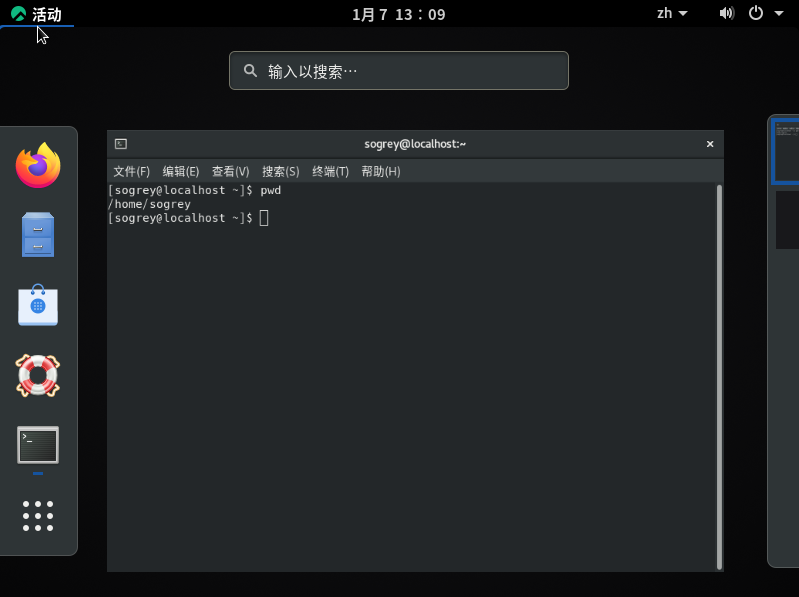 活动
1月 7 13：09
zh
输入以搜索…
sogrey@localhost:~
文件(F) 编辑(E) 查看(V) 搜索(S) 终端(T) 帮助(H)
[sogrey@localhost ~]$ pwd
/home/sogrey
[sogrey@localhost ~]$